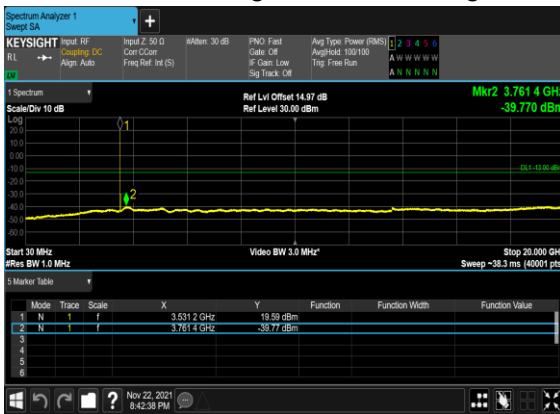 Spectrum Analyzer 1
Swept SA
+
KEYSIGHT Input: RF Input Z: 50 Ω #Atten: 30 dB PNO: Fast Avg Type: Power (RMS) 1 2 3 4 5 6
RL Coupling: DC Corr CCorr Gate: Off Avg|Hold: 100/100 A W W W W W
Align: Auto Freq Ref: Int (S) IF Gain: Low Trig: Free Run
LV Sig Track: Off A N N N N N
1 Spectrum Ref Lvl Offset 14.97 dB Mkr2 3.761 4 GHz
Scale/Div 10 dB Ref Level 30.00 dBm -39.770 dBm
Log
20.0
10.0
0.00
-10.0
-20.0
-30.0
-40.0
-50.0
-60.0
1
2
DL1 -13.00 dBm
Start 30 MHz Video BW 3.0 MHz* Stop 20.000 GHz
#Res BW 1.0 MHz Sweep ~38.3 ms (40001 pts)
5 Marker Table
Mode Trace Scale X Y Function Function Width Function Value
1 N 1 f 3.531 2 GHz 19.59 dBm
2 N 1 f 3.761 4 GHz -39.77 dBm
3
4
5
6
? Nov 22, 2021
8:42:38 PM